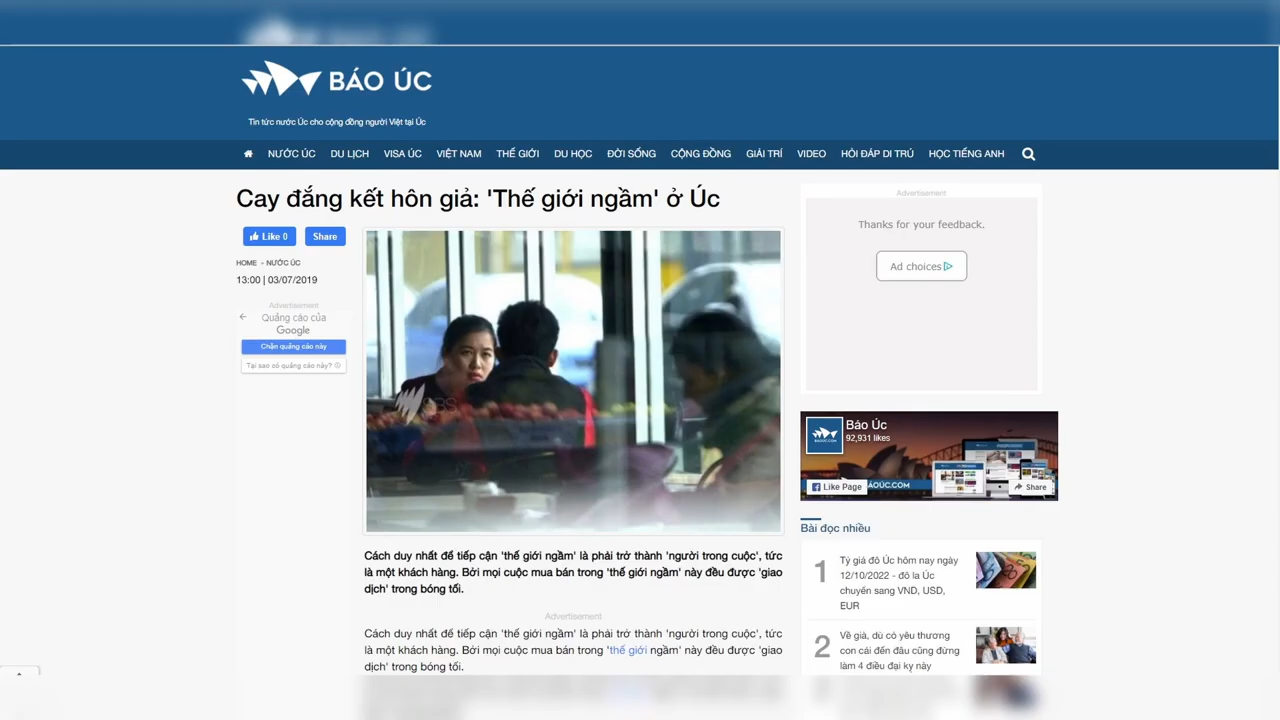 BÁO ÚC
Tin tức nước Úc cho cộng đồng người Việt tại Úc
NƯỚC ÚC DU LỊCH VISA ÚC VIỆT NAM THẾ GIỚI DU HỌC ĐỜI SỐNG CỘNG ĐỒNG GIẢI TRÍ VIDEO HỎI ĐÁP DI TRÚ HỌC TIẾNG ANH
Cay đắng kết hôn giả: 'Thế giới ngầm' ở Úc
Like 0 Share
HOME NƯỚC ÚC
13:00 | 03/07/2019
Advertisement
Quảng cáo của
Google
Chặn quảng cáo này
Tại sao có quảng cáo này?
SBS
Cách duy nhất để tiếp cận 'thế giới ngầm' là phải trở thành 'người trong cuộc', tức
là một khách hàng. Bởi mọi cuộc mua bán trong 'thế giới ngầm' này đều được 'giao
dịch' trong bóng tối.
Advertisement
Cách duy nhất để tiếp cận 'thế giới ngầm' là phải trở thành 'người trong cuộc', tức
là một khách hàng. Bởi mọi cuộc mua bán trong 'thế giới ngầm' này đều được 'giao
dịch' trong bóng tối.
Advertisement
Thanks for your feedback.
Ad choices
Báo Úc
92,931 likes
BAOUC.COM
Like Page
ÁOÚC.COM
Share
Bài đọc nhiều
1
Tỷ giá đô Úc hôm nay ngày
12/10/2022 - đô la Úc
chuyển sang VND, USD,
EUR
2
Về già, dù có yêu thương
con cái đến đâu cũng đừng
làm 4 điều đại kỵ này